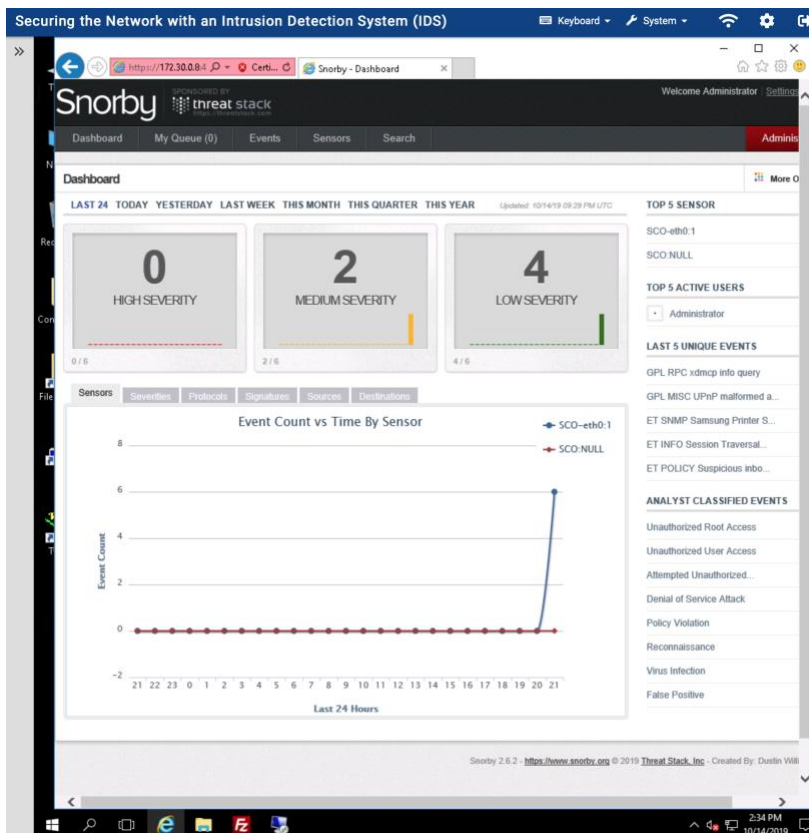 Securing the Network with an Intrusion Detection System (IDS)
Keyboard
System
https://172.30.0.8:4
Certi...
Snorby - Dashboard
Snorby
SPONSORED BY
threat stack
https://threatstack.com
Welcome Administrator
Settings
Dashboard
My Queue (0)
Events
Sensors
Search
Adminis
Dashboard
More O
LAST 24 TODAY YESTERDAY LAST WEEK THIS MONTH THIS QUARTER THIS YEAR
Updated: 10/14/19 09:29 PM UTC
0
HIGH SEVERITY
0 / 6
2
MEDIUM SEVERITY
2 / 6
4
LOW SEVERITY
4 / 6
Sensors
Severities
Protocols
Signatures
Sources
Destinations
Event Count vs Time By Sensor
SCO-eth0:1
SCO:NULL
8
6
4
2
0
-2
Event Count
21 22 23 0 1 2 3 4 5 6 7 8 9 10 11 12 13 14 15 16 17 18 19 20 21
Last 24 Hours
TOP 5 SENSOR
SCO-eth0:1
SCO:NULL
TOP 5 ACTIVE USERS
Administrator
LAST 5 UNIQUE EVENTS
GPL RPC xdmcp info query
GPL MISC UPnP malformed a...
ET SNMP Samsung Printer S...
ET INFO Session Traversal...
ET POLICY Suspicious inbo...
ANALYST CLASSIFIED EVENTS
Unauthorized Root Access
Unauthorized User Access
Attempted Unauthorized...
Denial of Service Attack
Policy Violation
Reconnaissance
Virus Infection
False Positive
Snorby 2.6.2 - https://www.snorby.org © 2019 Threat Stack, Inc - Created By: Dustin Willi
2:34 PM
10/14/2019